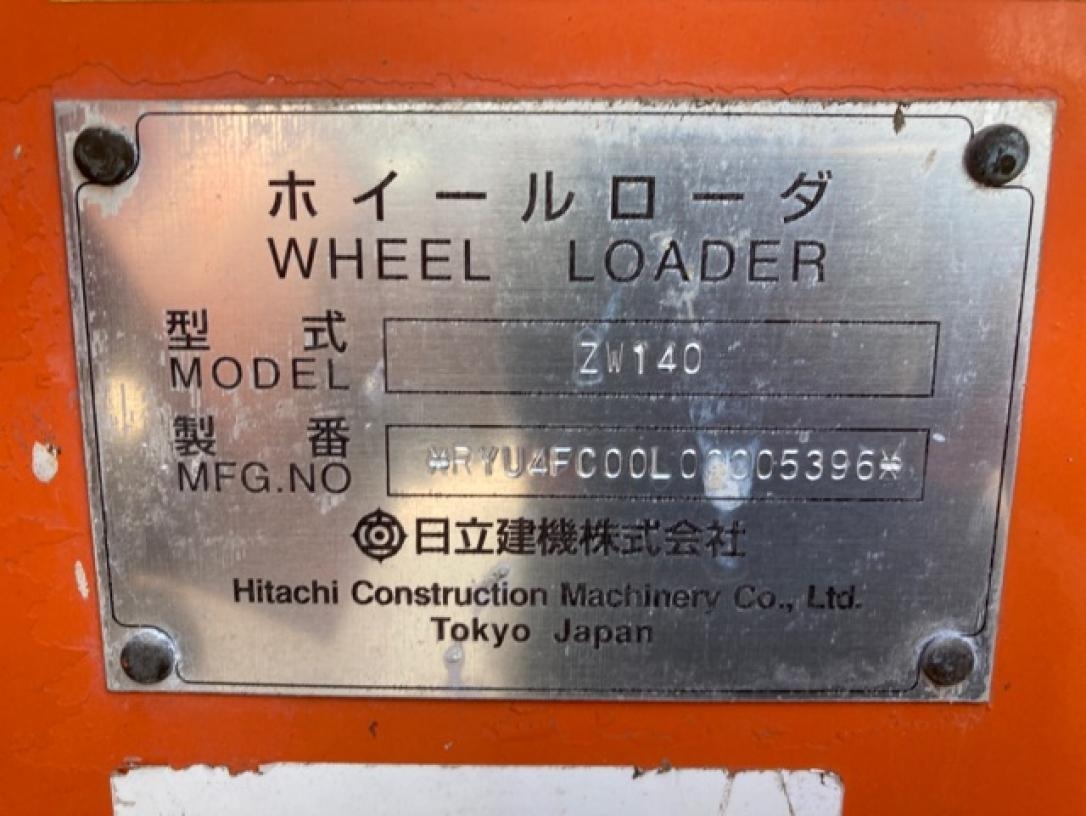 ホイールローダ
WHEEL LOADER
型式
MODEL ZW140
製番
MFG.NO *RYU4FC00L00005396*
日立建機株式会社
Hitachi Construction Machinery Co., Ltd.
Tokyo Japan